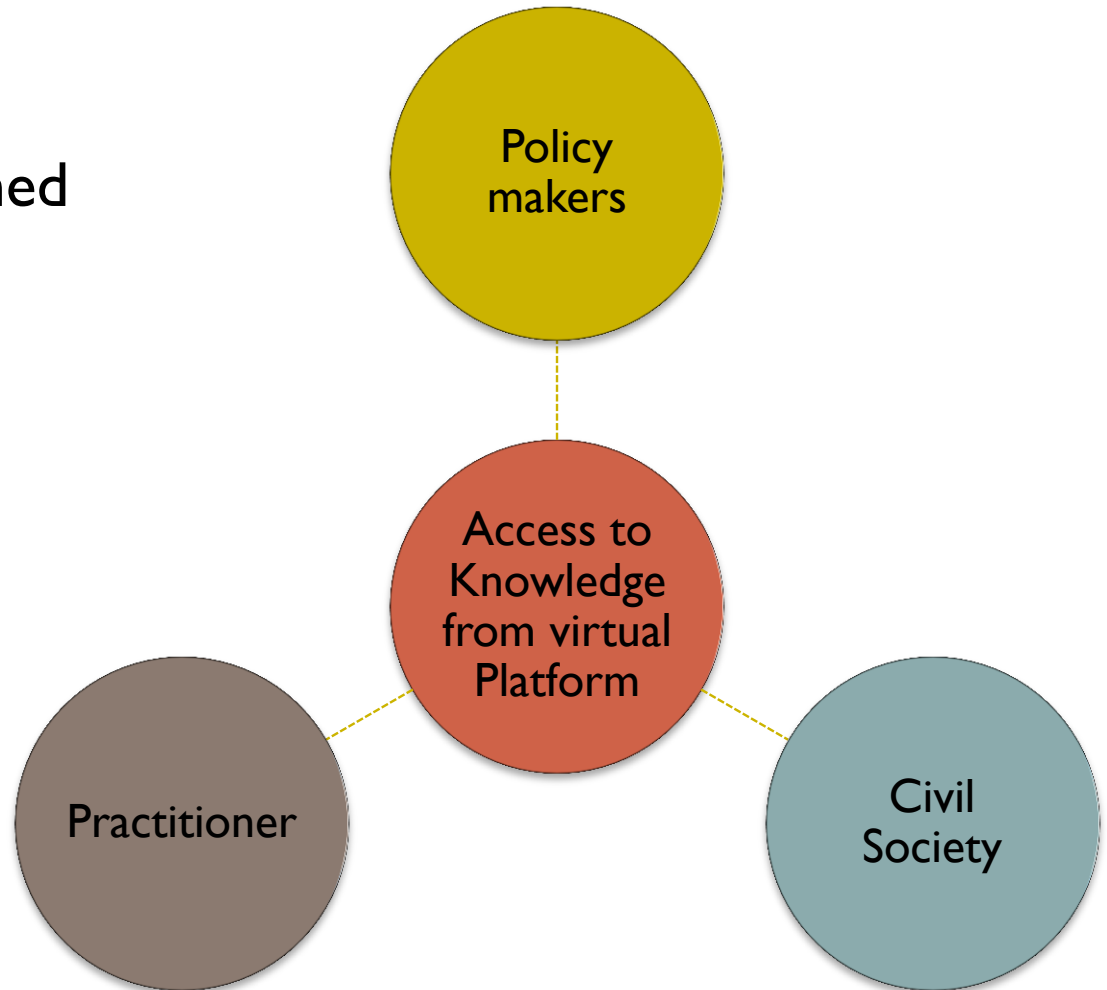 Policy
makers
ned
Access to
Knowledge
from virtual
Platform
Practitioner
Civil
Society